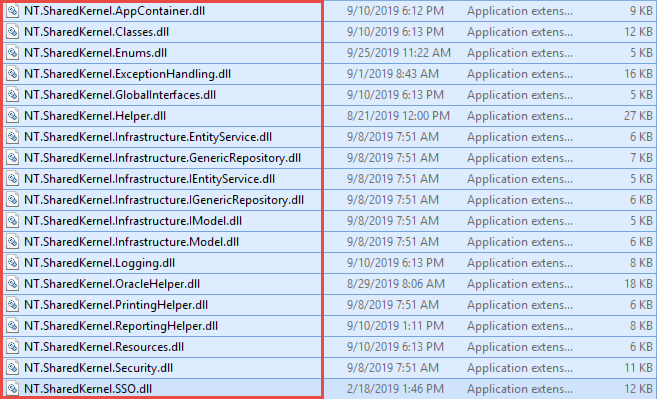 NT.SharedKernel.AppContainer.dll 9/10/2019 6:12 PM Application extens... 9 KB
NT.SharedKernel.Classes.dll 9/10/2019 6:13 PM Application extens... 12 KB
NT.SharedKernel.Enums.dll 9/25/2019 11:22 AM Application extens... 5 KB
NT.SharedKernel.ExceptionHandling.dll 9/1/2019 8:43 AM Application extens... 16 KB
NT.SharedKernel.GlobalInterfaces.dll 9/10/2019 6:13 PM Application extens... 5 KB
NT.SharedKernel.Helper.dll 8/21/2019 12:00 PM Application extens... 27 KB
NT.SharedKernel.Infrastructure.EntityService.dll 9/8/2019 7:51 AM Application extens... 6 KB
NT.SharedKernel.Infrastructure.GenericRepository.dll 9/8/2019 7:51 AM Application extens... 7 KB
NT.SharedKernel.Infrastructure.IEntityService.dll 9/8/2019 7:51 AM Application extens... 5 KB
NT.SharedKernel.Infrastructure.IGenericRepository.dll 9/8/2019 7:51 AM Application extens... 6 KB
NT.SharedKernel.Infrastructure.IModel.dll 9/8/2019 7:51 AM Application extens... 5 KB
NT.SharedKernel.Infrastructure.Model.dll 9/8/2019 7:51 AM Application extens... 6 KB
NT.SharedKernel.Logging.dll 9/10/2019 6:13 PM Application extens... 8 KB
NT.SharedKernel.OracleHelper.dll 8/29/2019 8:06 AM Application extens... 18 KB
NT.SharedKernel.PrintingHelper.dll 9/8/2019 7:51 AM Application extens... 6 KB
NT.SharedKernel.ReportingHelper.dll 9/10/2019 1:11 PM Application extens... 8 KB
NT.SharedKernel.Resources.dll 9/10/2019 6:13 PM Application extens... 6 KB
NT.SharedKernel.Security.dll 9/8/2019 7:51 AM Application extens... 11 KB
NT.SharedKernel.SSO.dll 2/18/2019 1:46 PM Application extens... 12 KB